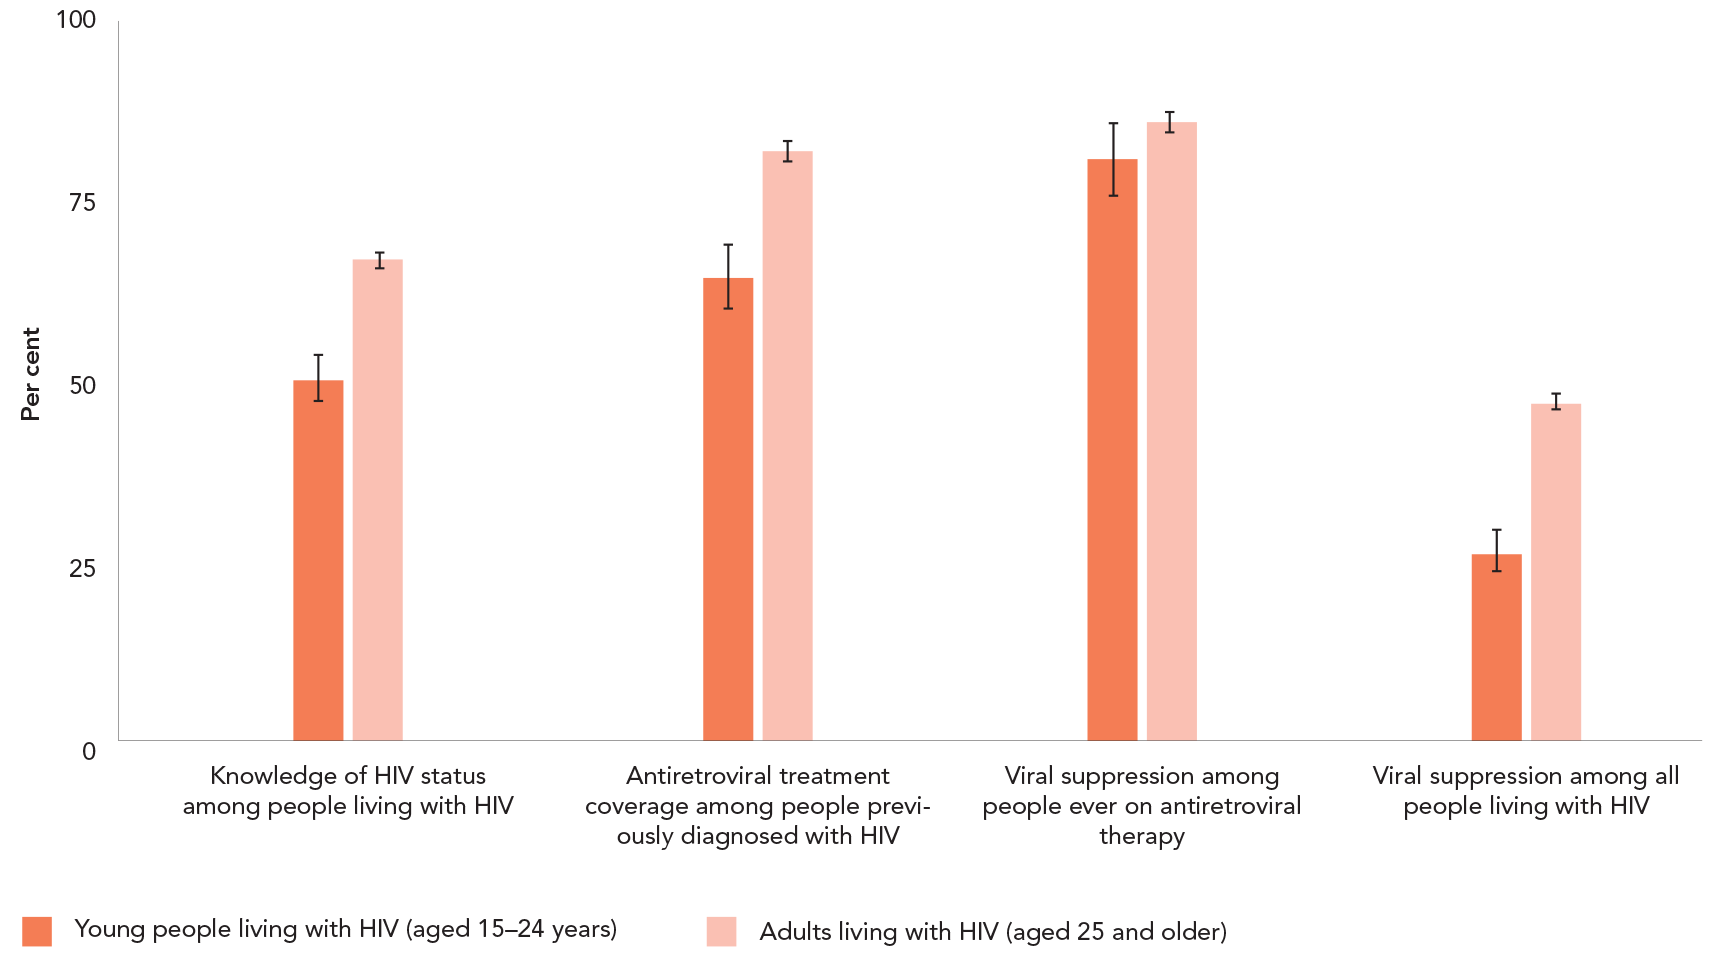 100
75
50
25
0
Per cent
Knowledge of HIV status
among people living with HIV
Antiretroviral treatment
coverage among people previ-
ously diagnosed with HIV
Viral suppression among
people ever on antiretroviral
therapy
Viral suppression among all
people living with HIV
Young people living with HIV (aged 15–24 years)
Adults living with HIV (aged 25 and older)